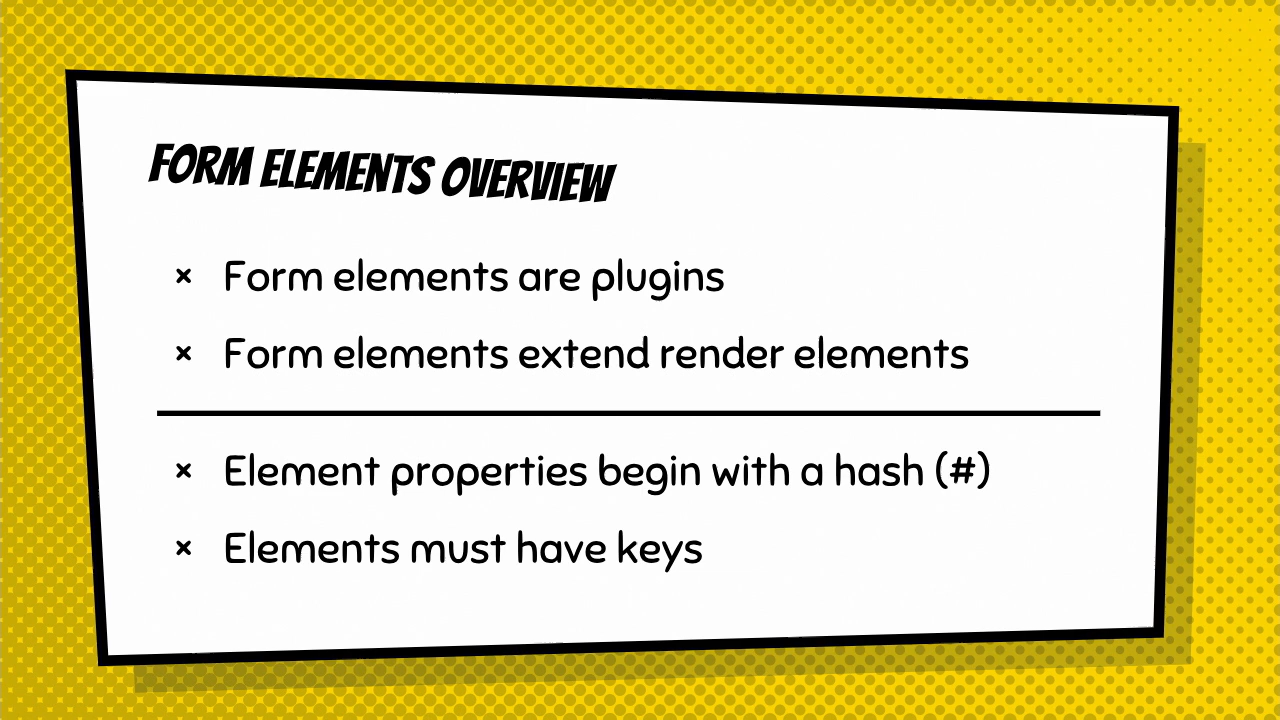 FORM ELEMENTS OVERVIEW
× Form elements are plugins
× Form elements extend render elements
× Element properties begin with a hash (#)
× Elements must have keys